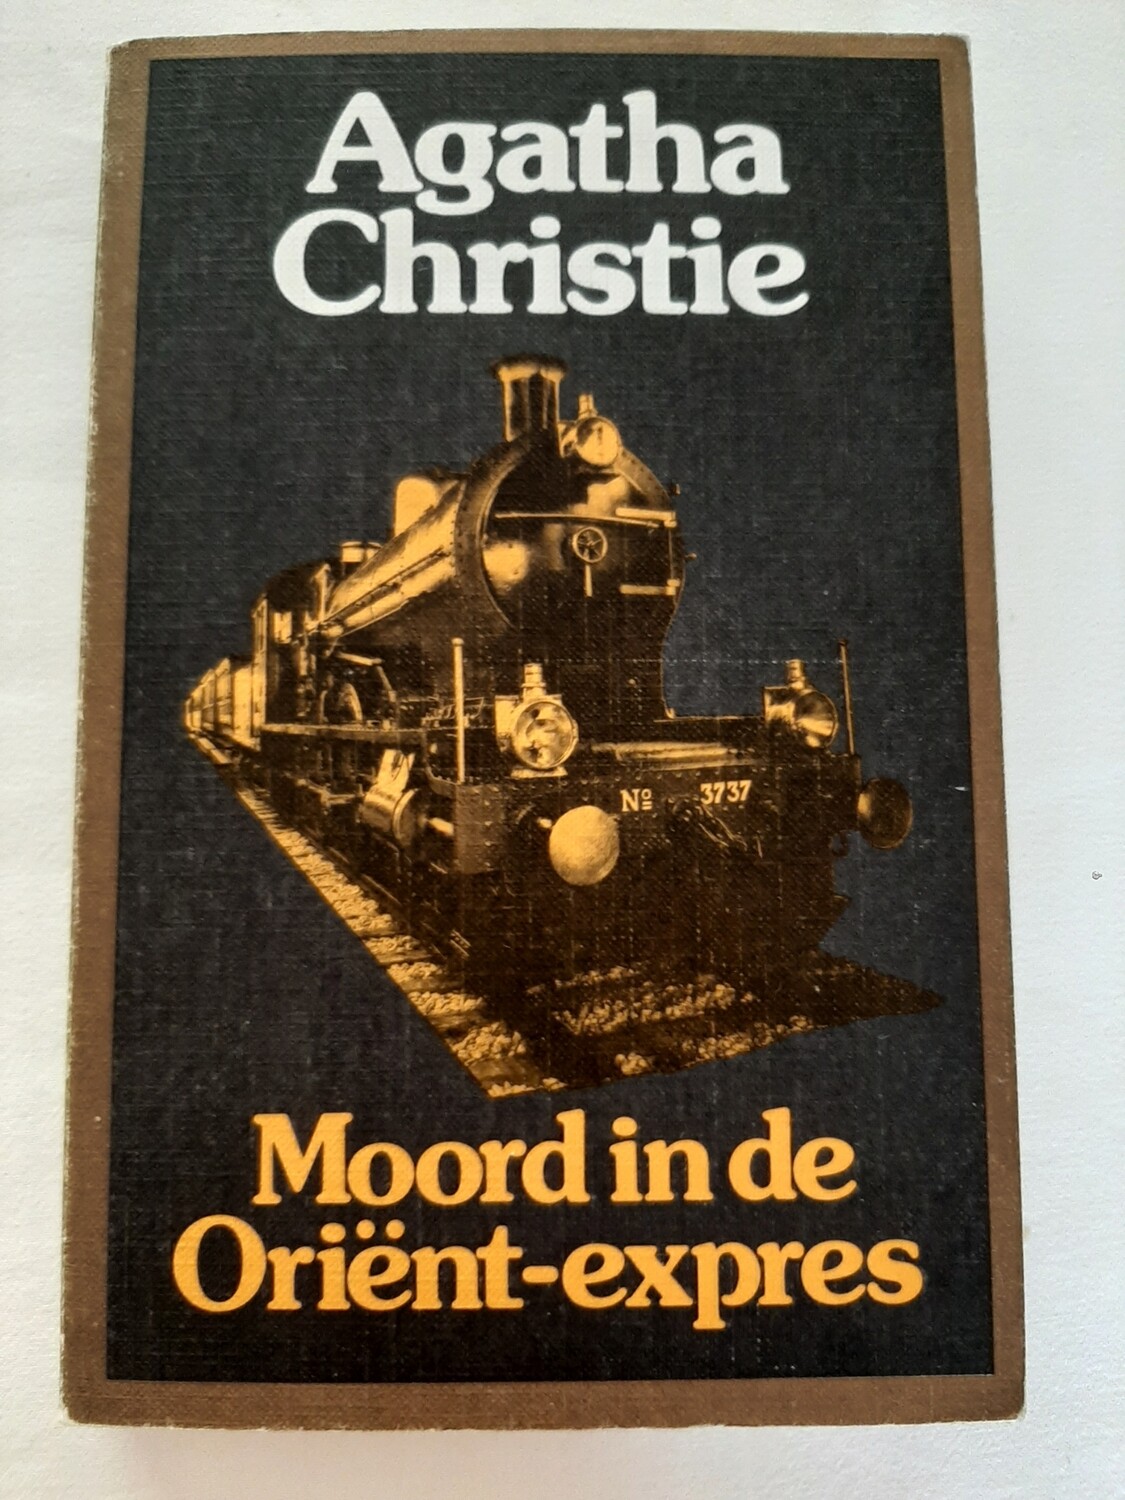 Agatha
Christie
Nº 3737
Moord in de
Oriënt-expres